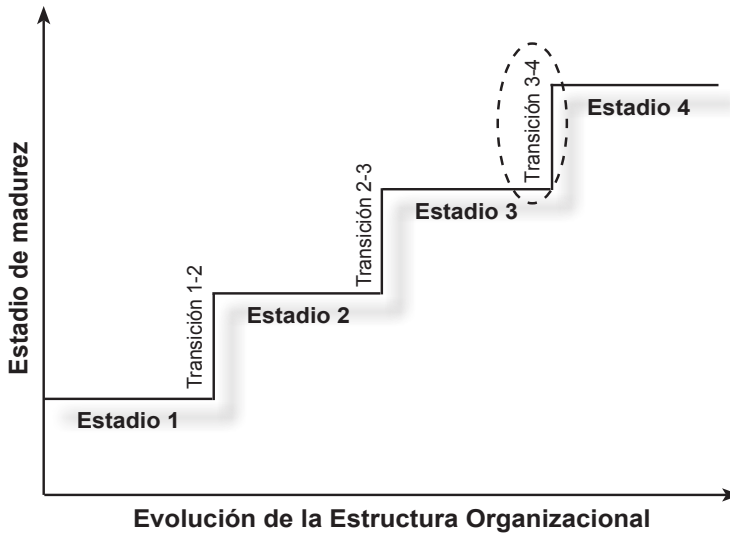 Estadio de madurez
Transición 3-4
Estadio 4
Transición 2-3
Estadio 3
Transición 1-2
Estadio 2
Estadio 1
Evolución de la Estructura Organizacional